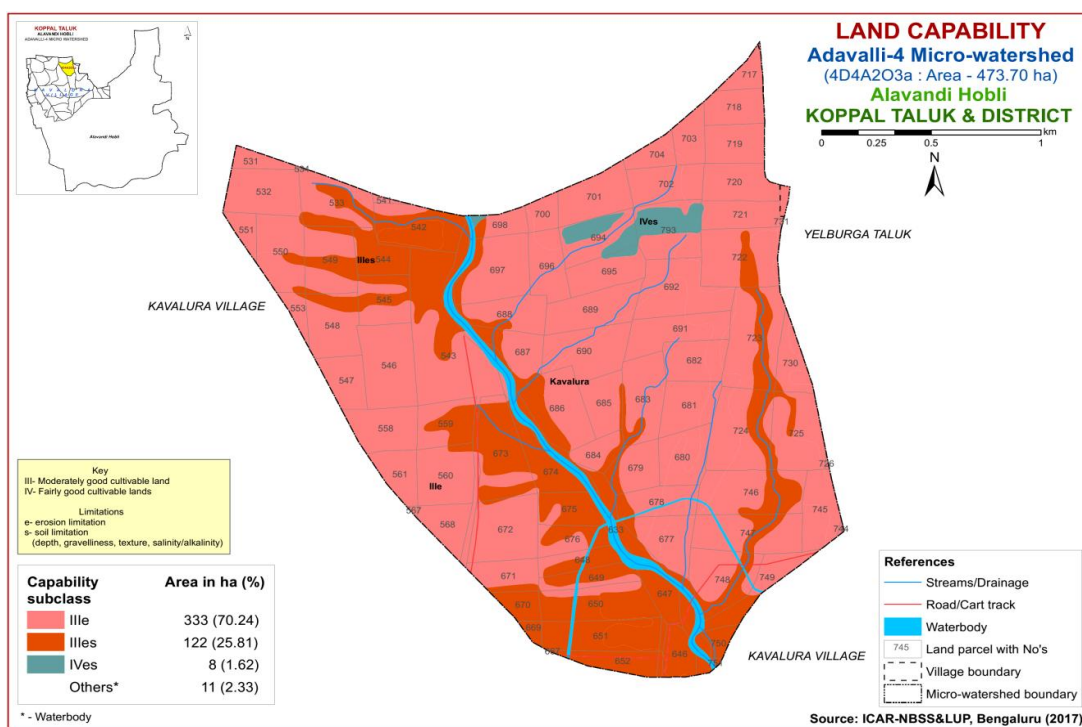 KOPPAL TALUK
ALAVANDI HOBLI
ADAVALLI-4 MICRO WATERSHED
N
KAVALURA
VILLAGE
Alavandi Hobli
LAND CAPABILITY
Adavalli-4 Micro-watershed
(4D4A2O3a : Area - 473.70 ha)
Alavandi Hobli
KOPPAL TALUK & DISTRICT
km
0 0.25 0.5 1
N
717
718
703
719
704
531
702
720
532
541
701
533
700
721
698
551
542
IVes
YELBURGA TALUK
694
793
550
549
IIIes
544
722
697
696
695
KAVALURA VILLAGE
553
545
692
688
689
548
691
723
543
687
690
682
730
546
547
Kavalura
686
685
683
681
558
559
724
725
673
684
680
726
561
560
674
679
IIIe
746
567
675
678
745
568
672
633
747
744
676
677
648
671
649
748
749
670
650
647
669
651
750
652
646
KAVALURA VILLAGE
Key
III- Moderately good cultivable land
IV- Fairly good cultivable lands
Limitations
e- erosion limitation
s- soil limitation
(depth, gravelliness, texture, salinity/alkalinity)
Capability subclass Area in ha (%)
IIIe 333 (70.24)
IIIes 122 (25.81)
IVes 8 (1.62)
Others* 11 (2.33)
* - Waterbody
References
Streams/Drainage
Road/Cart track
Waterbody
745 Land parcel with No's
Village boundary
Micro-watershed boundary
Source: ICAR-NBSS&LUP, Bengaluru (2017)